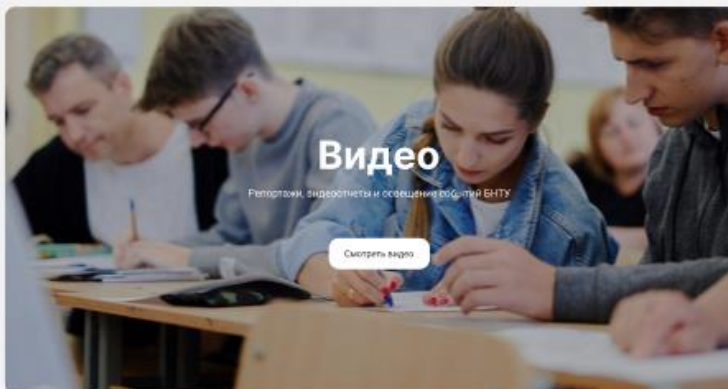 Видео
Репортажи, видеоотчеты и освещение событий БНТУ
Смотреть видео